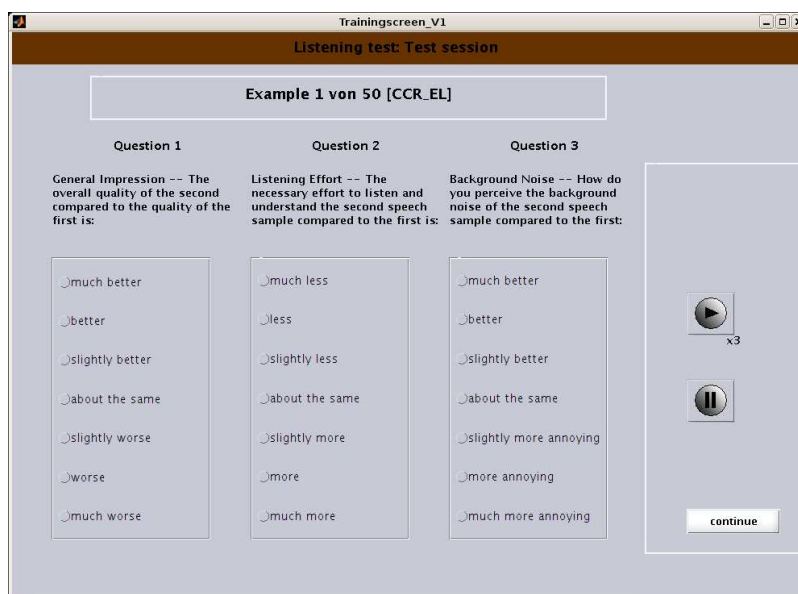 Trainingscreen_V1
Listening test: Test session
Example 1 von 50 [CCR_EL]
Question 1
General Impression -- The
overall quality of the second
compared to the quality of the
first is:
much better
better
slightly better
about the same
slightly worse
worse
much worse
Question 2
Listening Effort -- The
necessary effort to listen and
understand the second speech
sample compared to the first is:
much less
less
slightly less
about the same
slightly more
more
much more
Question 3
Background Noise -- How do
you perceive the background
noise of the second speech
sample compared to the first:
much better
better
slightly better
about the same
slightly more annoying
more annoying
much more annoying
x3
continue